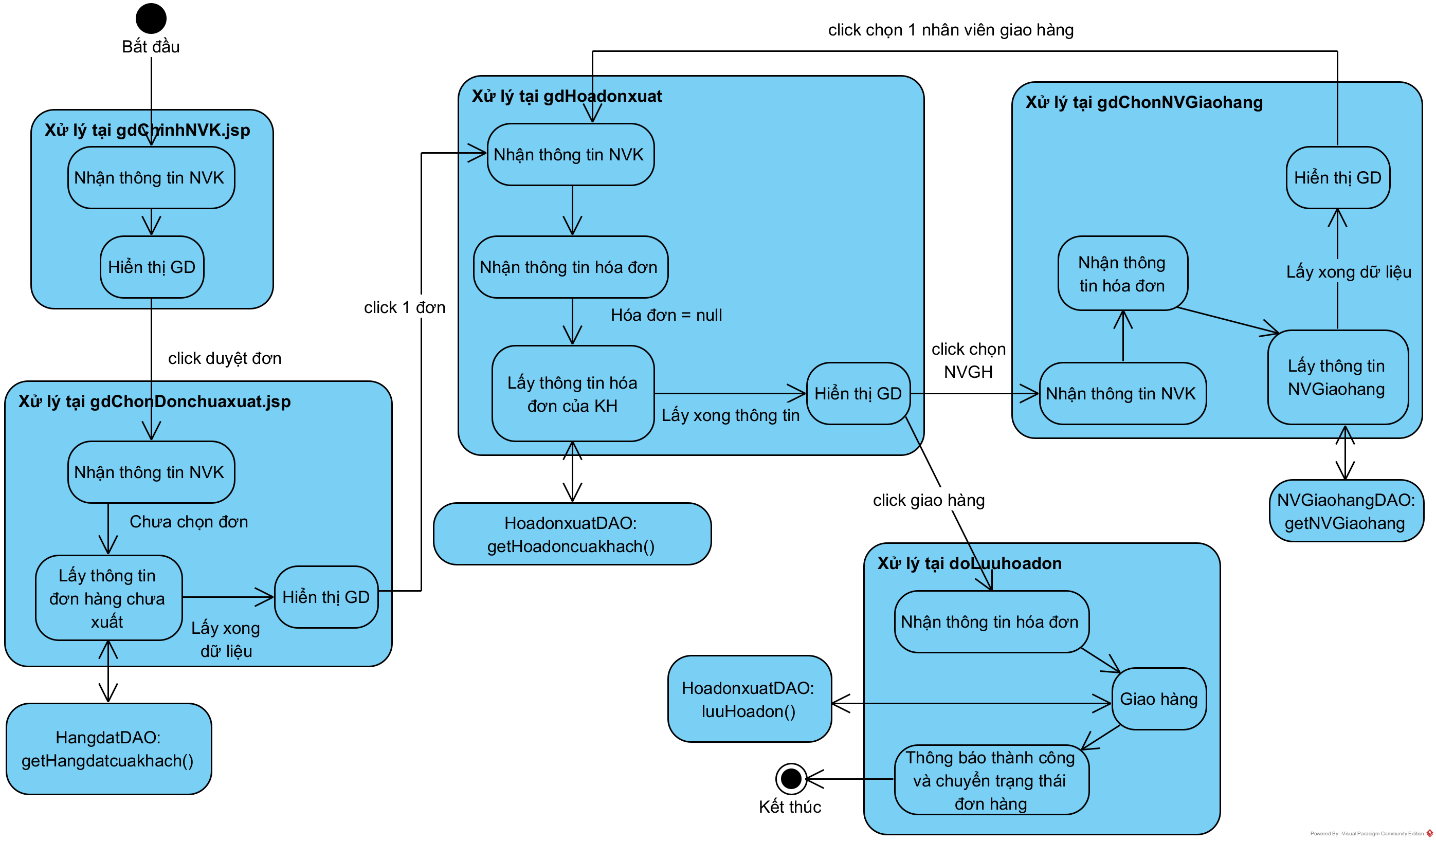 Bắt đầu
Xử lý tại gdChinhNVK.jsp
Nhận thông tin NVK
Hiển thị GD
click duyệt đơn
Xử lý tại gdChonDonchuaxuat.jsp
Nhận thông tin NVK
Chưa chọn đơn
Lấy thông tin
đơn hàng chưa
xuất
Hiển thị GD
Lấy xong
dữ liệu
HangdatDAO:
getHangdatcuakhach()
click 1 đơn
Xử lý tại gdHoadonxuat
Nhận thông tin NVK
Nhận thông tin hóa đơn
Hóa đơn = null
Lấy thông tin hóa
đơn của KH
Lấy xong thông tin
Hiển thị GD
HoadonxuatDAO:
getHoadoncuakhach()
click chọn 1 nhân viên giao hàng
click chọn
NVGH
Xử lý tại gdChonNVGiaohang
Hiển thị GD
Nhận thông
tin hóa đơn
Lấy xong dữ liệu
Nhận thông tin NVK
Lấy thông tin
NVGiaohang
NVGiaohangDAO:
getNVGiaohang
click giao hàng
Xử lý tại doLuuhoadon
Nhận thông tin hóa đơn
Giao hàng
HoadonxuatDAO:
luuHoadon()
Thông báo thành công
và chuyển trạng thái
đơn hàng
Kết thúc
Powered By Visual Paradigm Community Edition